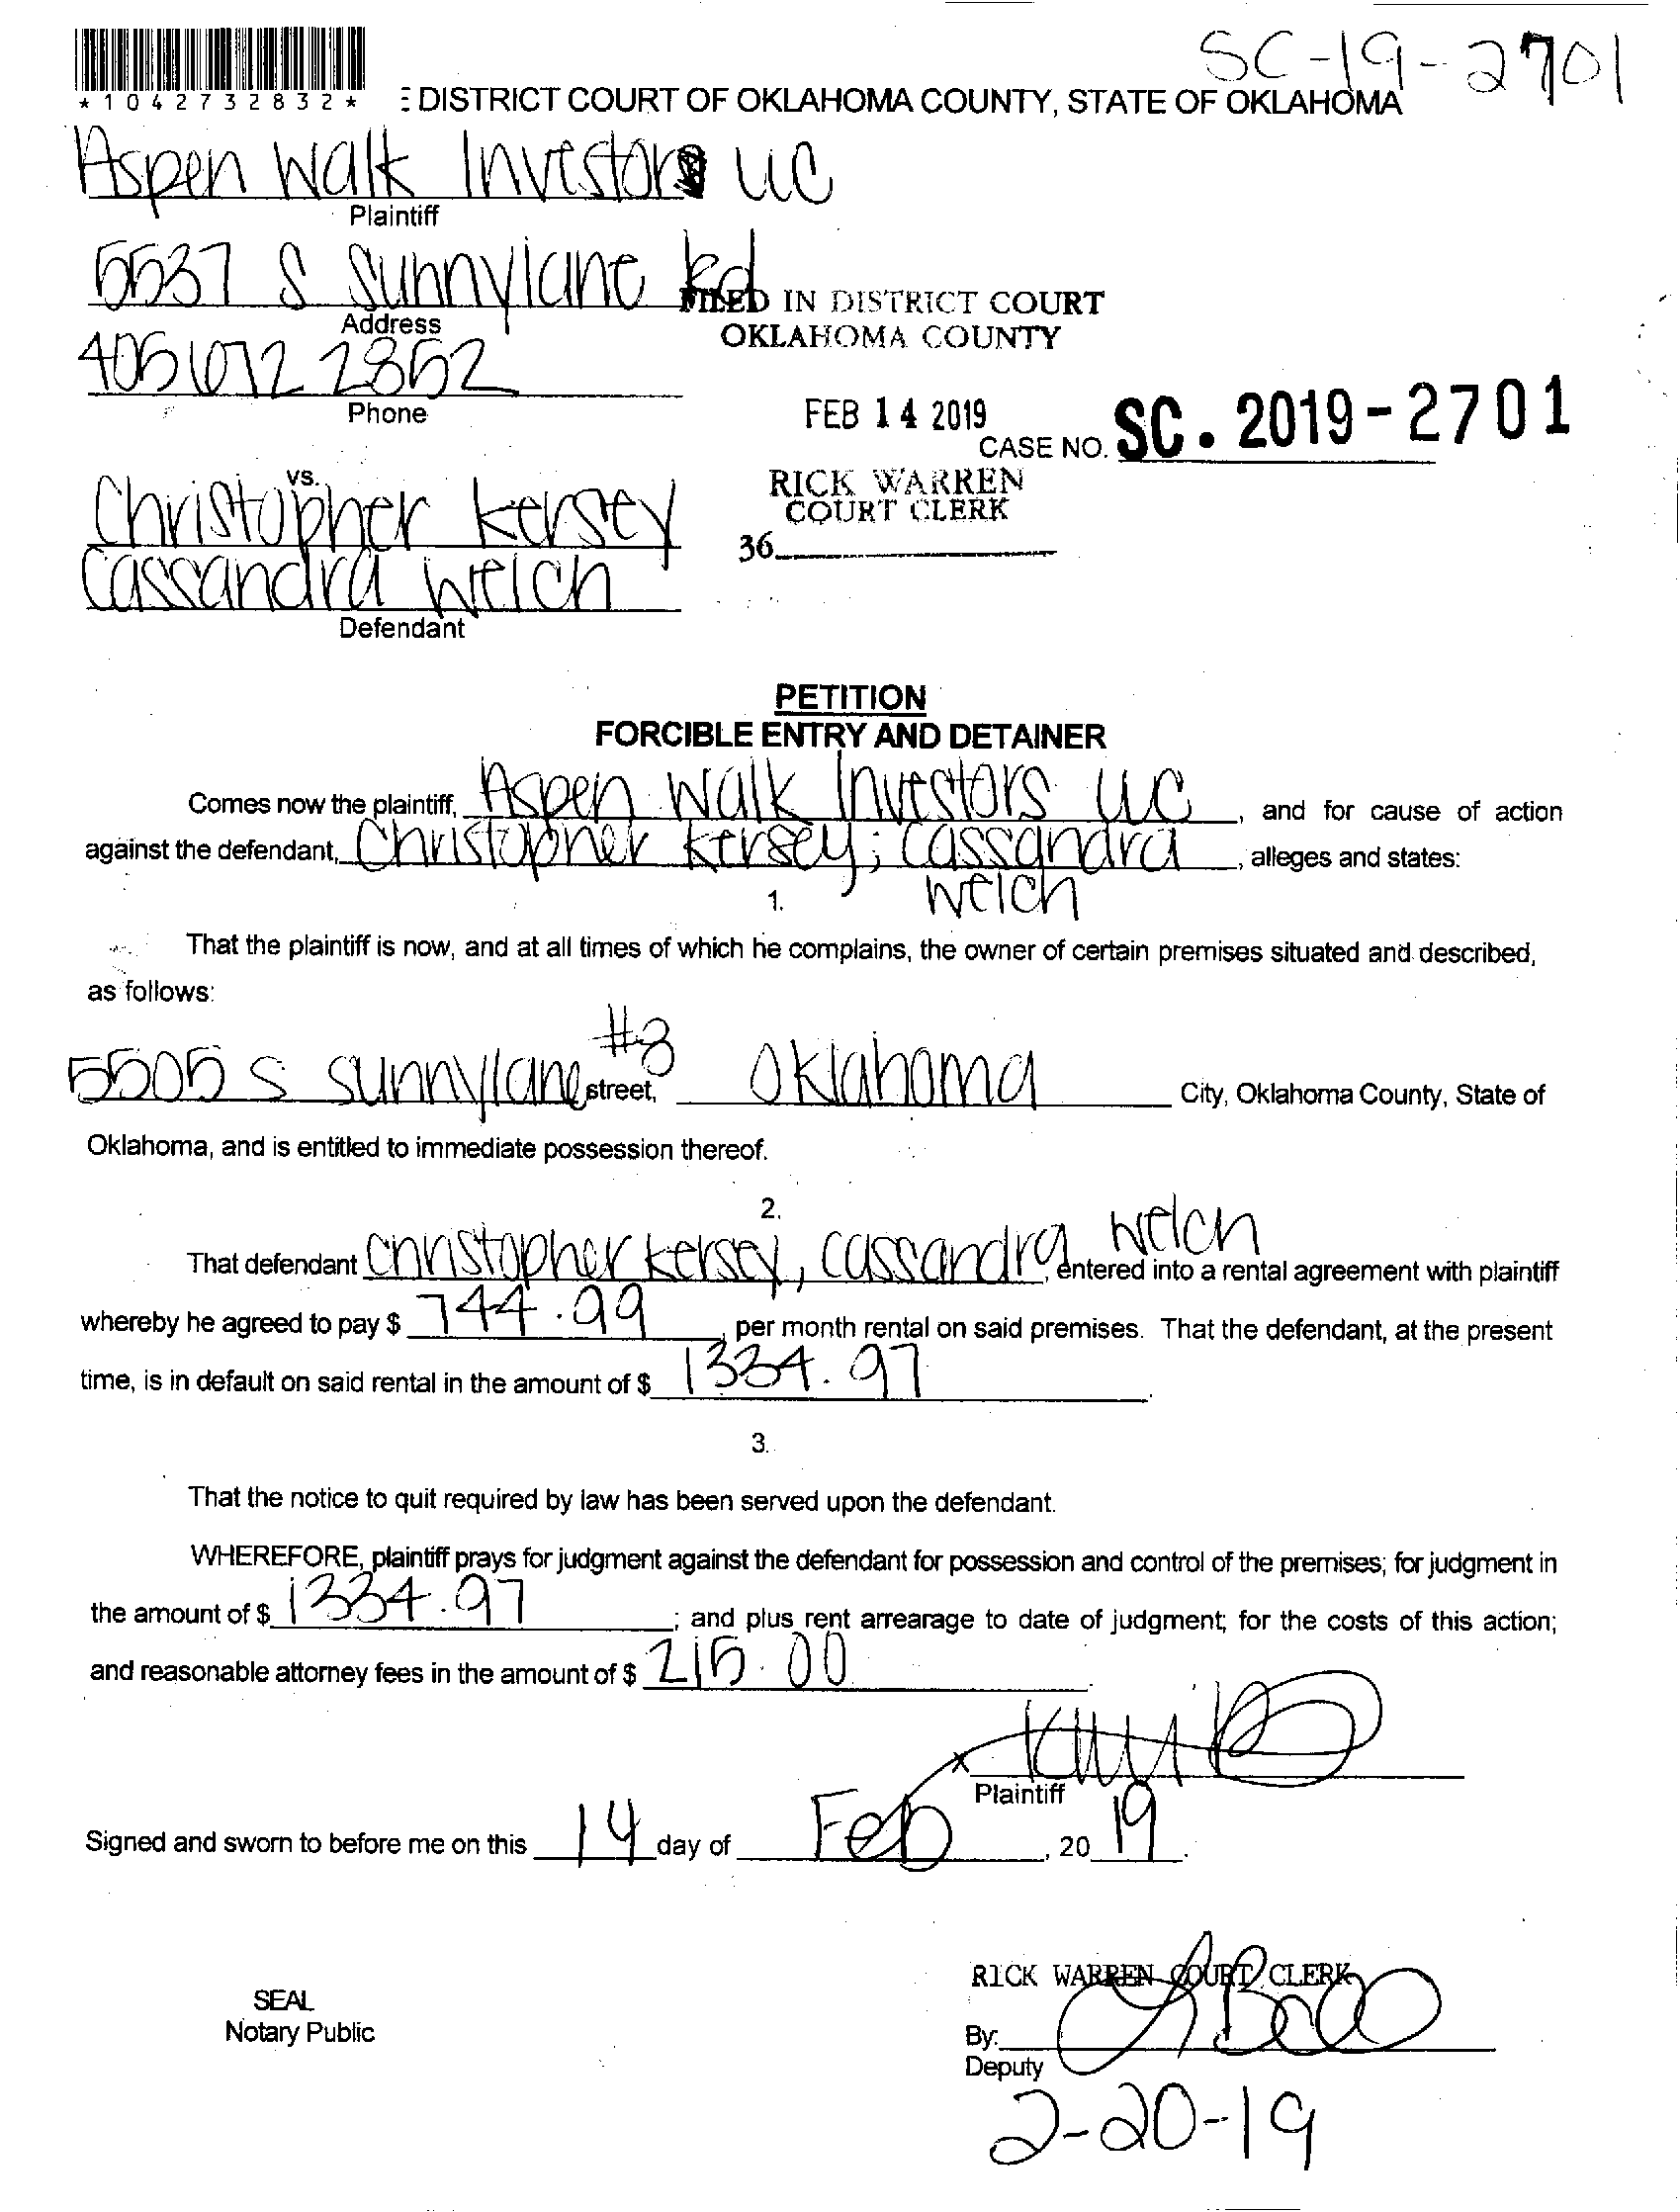 SC-19-2701
*1042732832* E DISTRICT COURT OF OKLAHOMA COUNTY, STATE OF OKLAHOMA
Aspen Walk Investors LLC
Plaintiff
5537 S Sunnylane Rd
Address
FILED IN DISTRICT COURT
OKLAHOMA COUNTY
405 672 2852
Phone
FEB 14 2019
CASE NO. SC. 2019-2701
vs.
RICK WARREN
COURT CLERK
36
Christopher Kersey
Cassandra Welch
Defendant
PETITION
FORCIBLE ENTRY AND DETAINER
Comes now the plaintiff, Aspen Walk Investors LLC, and for cause of action
against the defendant, Christopher Kersey; Cassandra Welch, alleges and states:
1.
That the plaintiff is now, and at all times of which he complains, the owner of certain premises situated and described,
as follows:
5505 S Sunnylane #3 street, Oklahoma City, Oklahoma County, State of
Oklahoma, and is entitled to immediate possession thereof.
2.
That defendant Christopher Kersey, Cassandra Welch, entered into a rental agreement with plaintiff
whereby he agreed to pay $ 744.99, per month rental on said premises. That the defendant, at the present
time, is in default on said rental in the amount of $ 1334.97.
3.
That the notice to quit required by law has been served upon the defendant.
WHEREFORE, plaintiff prays for judgment against the defendant for possession and control of the premises; for judgment in
the amount of $ 1334.97; and plus rent arrearage to date of judgment; for the costs of this action;
and reasonable attorney fees in the amount of $ 215.00.
x
Plaintiff
Signed and sworn to before me on this 14 day of Feb, 2019.
RICK WARREN COURT CLERK
SEAL
Notary Public
By:
Deputy
2-20-19